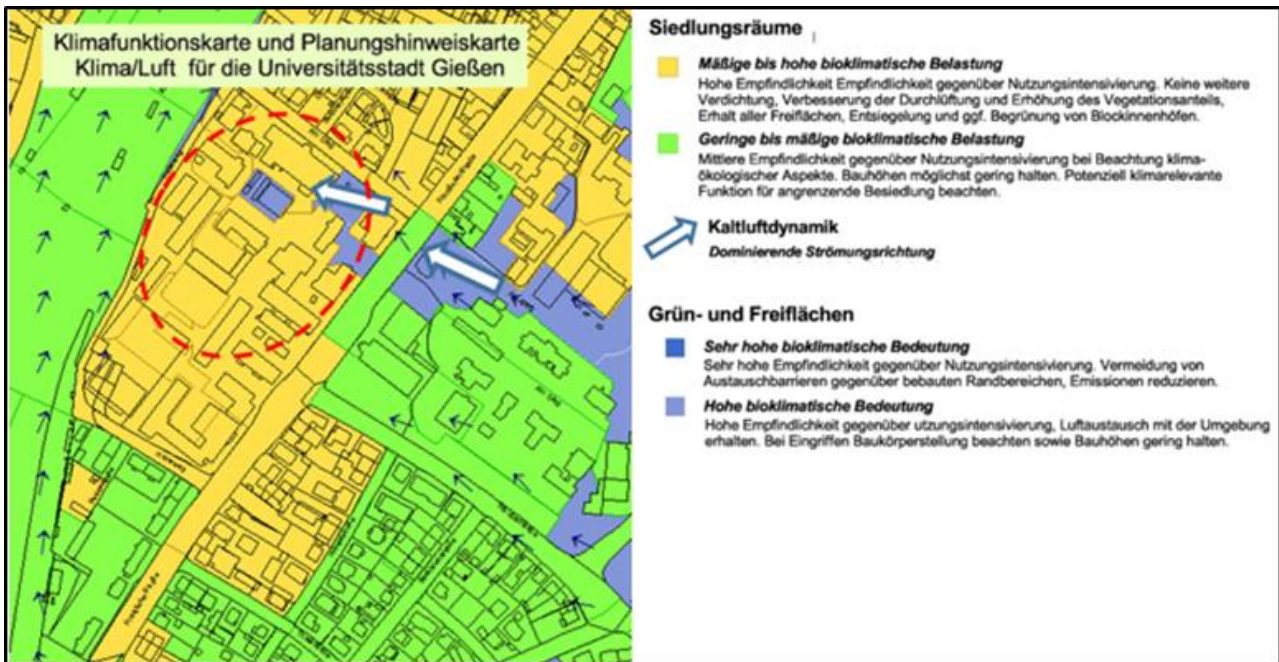 Klimafunktionskarte und Planungshinweiskarte
Klima/Luft für die Universitätsstadt Gießen
Siedlungsräume
Mäßige bis hohe bioklimatische Belastung
Hohe Empfindlichkeit Empfindlichkeit gegenüber Nutzungsintensivierung. Keine weitere
Verdichtung, Verbesserung der Durchlüftung und Erhöhung des Vegetationsanteils,
Erhalt aller Freiflächen, Entsiegelung und ggf. Begrünung von Blockinnenhöfen.
Geringe bis mäßige bioklimatische Belastung
Mittlere Empfindlichkeit gegenüber Nutzungsintensivierung bei Beachtung klima-
ökologischer Aspekte. Bauhöhen möglichst gering halten. Potenziell klimarelevante
Funktion für angrenzende Besiedlung beachten.
Kaltluftdynamik
Dominierende Strömungsrichtung
Grün- und Freiflächen
Sehr hohe bioklimatische Bedeutung
Sehr hohe Empfindlichkeit gegenüber Nutzungsintensivierung. Vermeidung von
Austauschbarrieren gegenüber bebauten Randbereichen, Emissionen reduzieren.
Hohe bioklimatische Bedeutung
Hohe Empfindlichkeit gegenüber utzungsintensivierung, Luftaustausch mit der Umgebung
erhalten. Bei Eingriffen Baukörperstellung beachten sowie Bauhöhen gering halten.